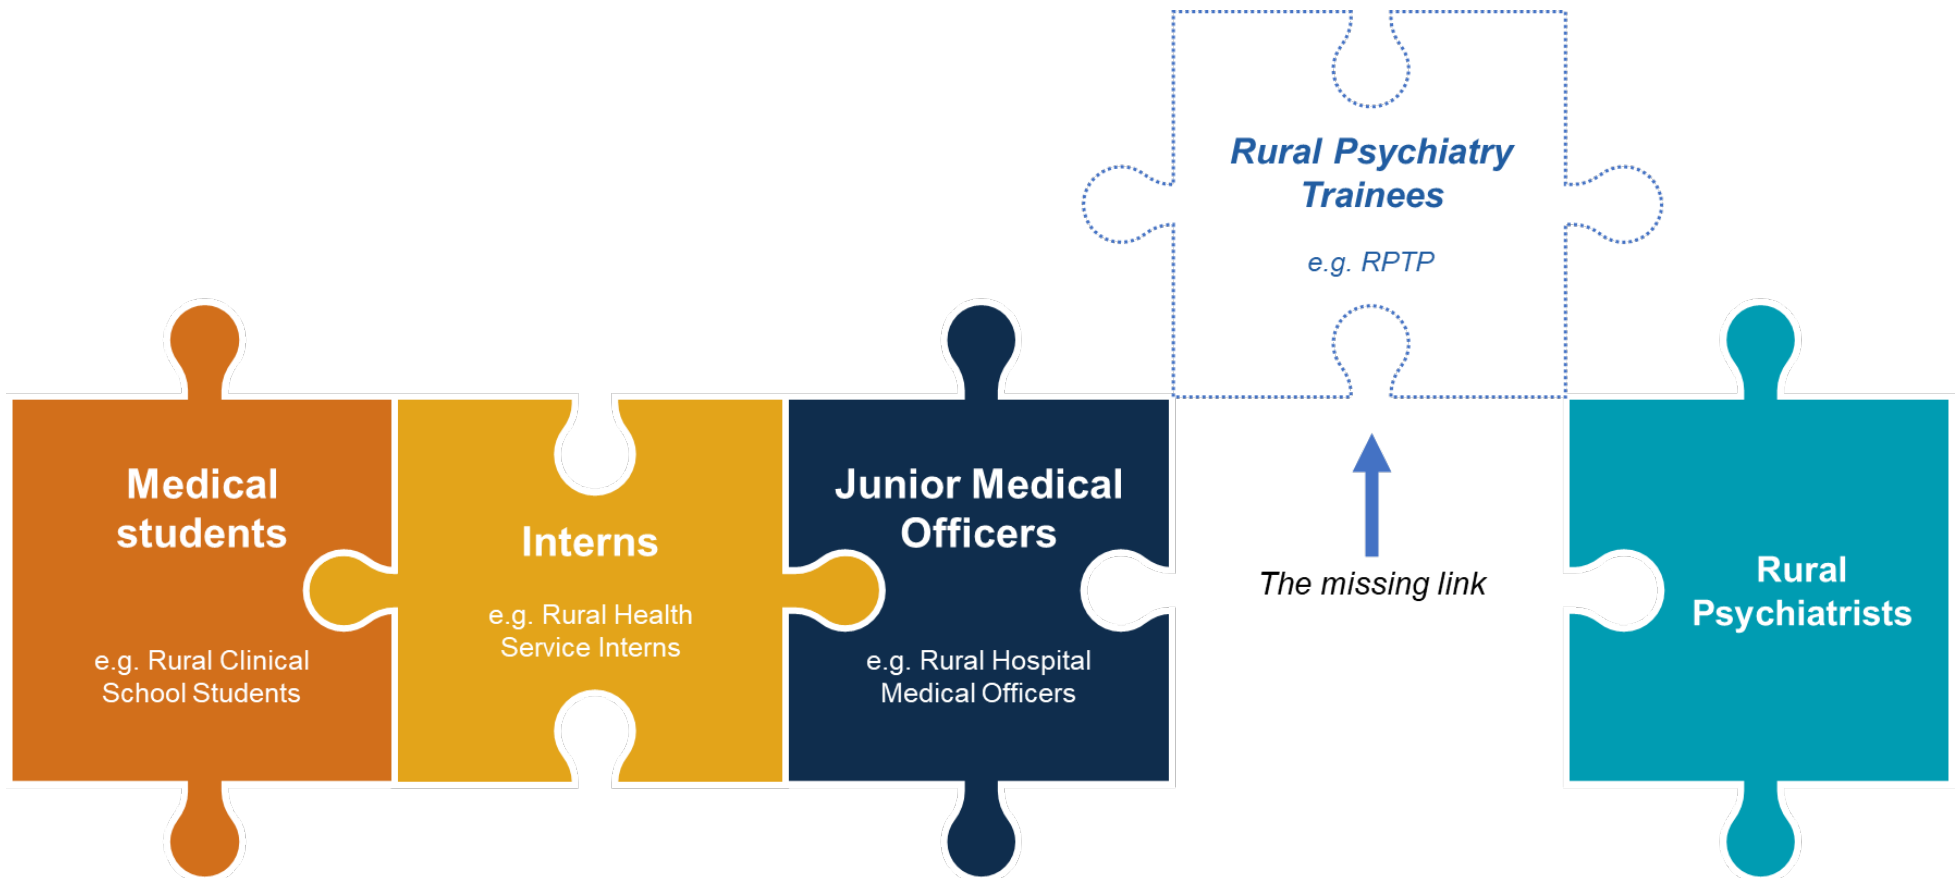 Rural Psychiatry
Trainees
e.g. RPTP
Medical
students
e.g. Rural Clinical
School Students
Interns
e.g. Rural Health
Service Interns
Junior Medical
Officers
e.g. Rural Hospital
Medical Officers
The missing link
Rural
Psychiatrists